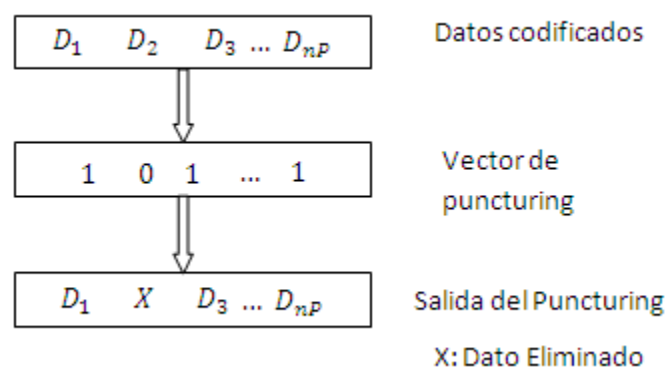 D₁ D₂ D₃ ... Dₙₚ Datos codificados
1 0 1 ... 1 Vector de
puncturing
D₁ X D₃ ... Dₙₚ Salida del Puncturing
X: Dato Eliminado